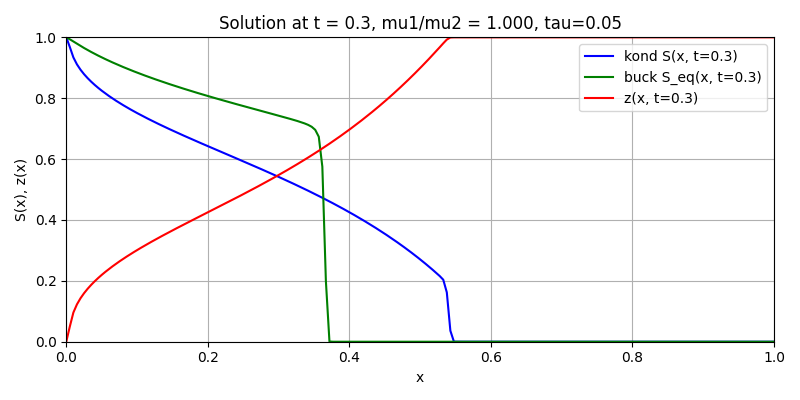 Solution at t = 0.3, mu1/mu2 = 1.000, tau=0.05
kond S(x, t=0.3)
buck S_eq(x, t=0.3)
z(x, t=0.3)
S(x), z(x)
1.0
0.8
0.6
0.4
0.2
0.0
0.0 0.2 0.4 0.6 0.8 1.0
x